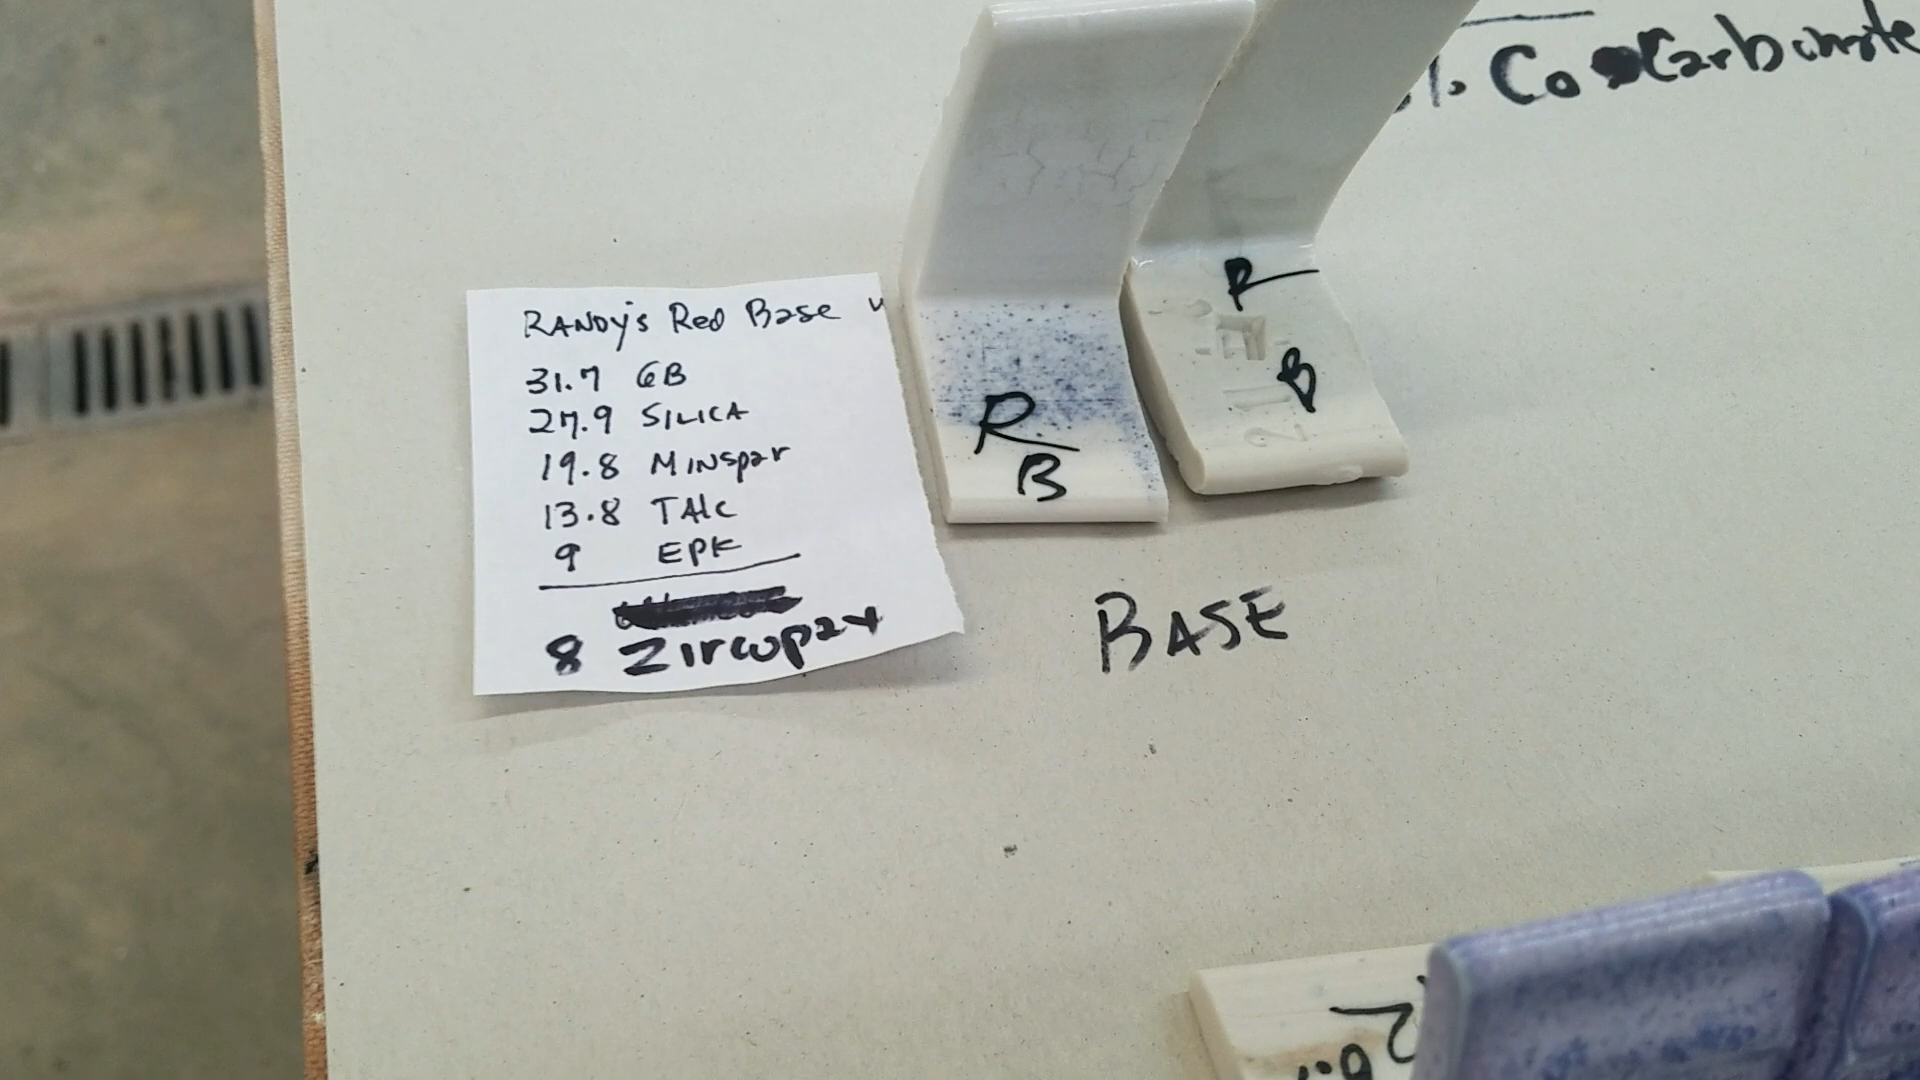 RANDy's Red Base
31.7 GB
27.9 SILICA
19.8 MINSpar
13.8 TAlc
9 EPK
8 Zircopax
R
B
R
B
BASE
%. Co Carbonate